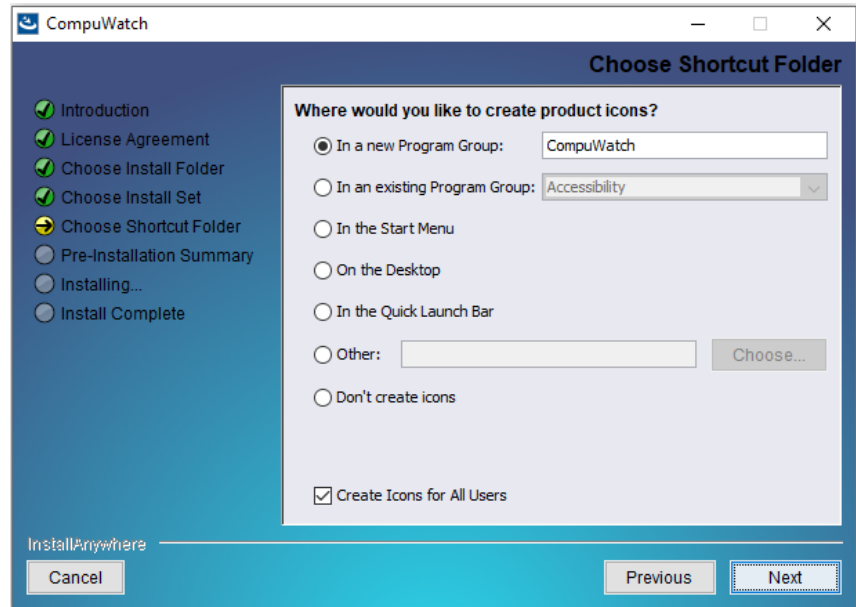 CompuWatch
Choose Shortcut Folder
Introduction
License Agreement
Choose Install Folder
Choose Install Set
Choose Shortcut Folder
Pre-Installation Summary
Installing...
Install Complete
Where would you like to create product icons?
In a new Program Group: CompuWatch
In an existing Program Group: Accessibility
In the Start Menu
On the Desktop
In the Quick Launch Bar
Other: Choose...
Don't create icons
Create Icons for All Users
InstallAnywhere
Cancel Previous Next